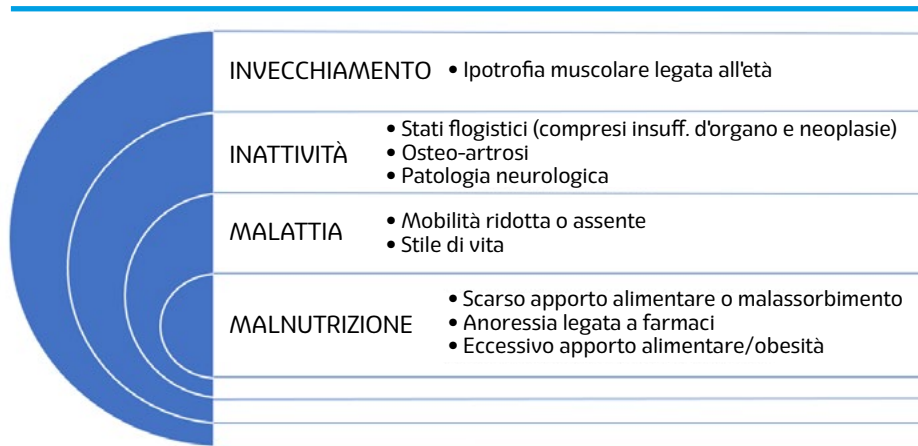 INVECCHIAMENTO • Ipotrofia muscolare legata all'età
• Stati flogistici (compresi insuff. d'organo e neoplasie)
INATTIVITÀ • Osteo-artrosi
• Patologia neurologica
MALATTIA • Mobilità ridotta o assente
• Stile di vita
• Scarso apporto alimentare o malassorbimento
MALNUTRIZIONE • Anoressia legata a farmaci
• Eccessivo apporto alimentare/obesità